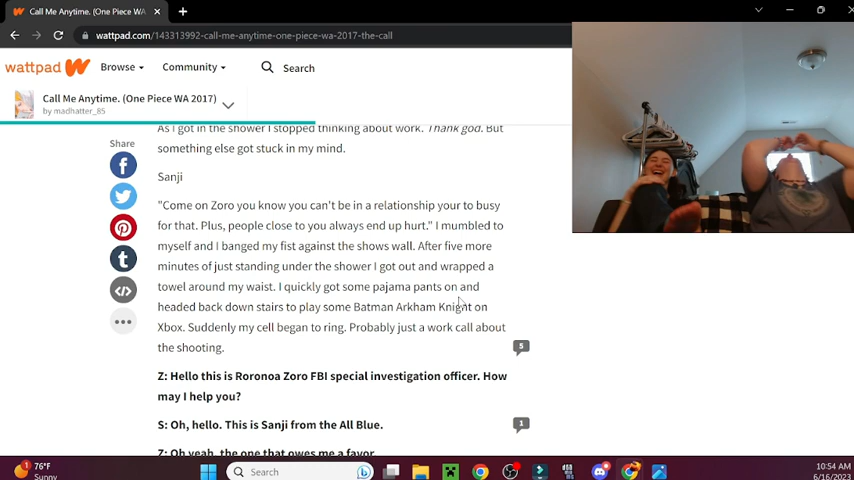 Call Me Anytime. (One Piece WA
wattpad.com/143313992-call-me-anytime-one-piece-wa-2017-the-call
wattpad
Browse
Community
Search
Call Me Anytime. (One Piece WA 2017)
by madhatter_85
Share
As I got in the shower I stopped thinking about work. Thank god. But
something else got stuck in my mind.
Sanji
"Come on Zoro you know you can't be in a relationship your to busy
for that. Plus, people close to you always end up hurt." I mumbled to
myself and I banged my fist against the shows wall. After five more
minutes of just standing under the shower I got out and wrapped a
towel around my waist. I quickly got some pajama pants on and
headed back down stairs to play some Batman Arkham Knight on
Xbox. Suddenly my cell began to ring. Probably just a work call about
the shooting.
5
Z: Hello this is Roronoa Zoro FBI special investigation officer. How
may I help you?
S: Oh, hello. This is Sanji from the All Blue.
1
Z: Oh yeah, the one that owes me a favor.
1
76°F
Sunny
Search
10:54 AM
6/16/2023